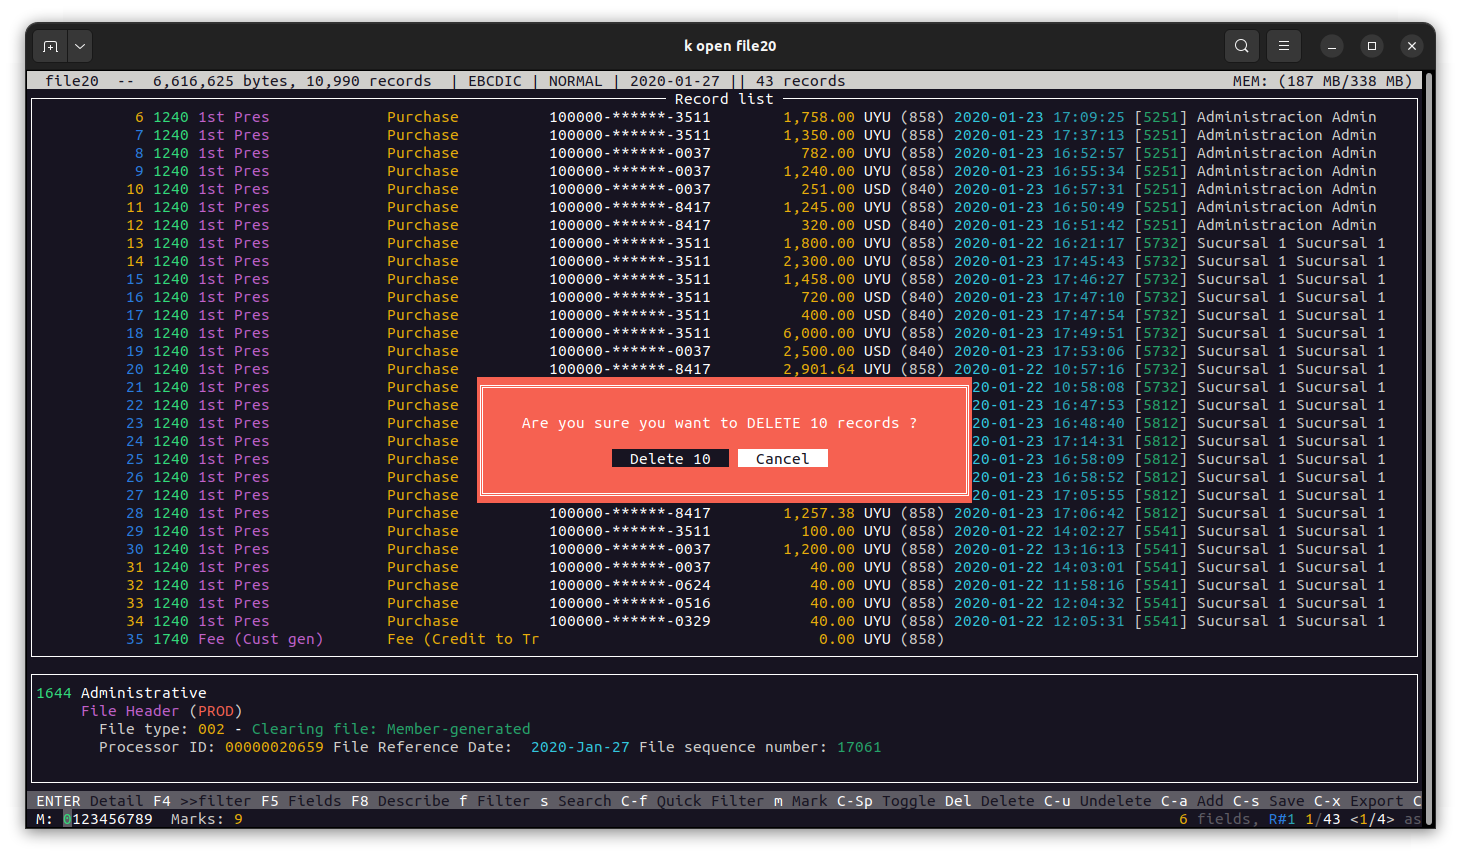 k open file20
file20  --  6,616,625 bytes, 10,990 records  | EBCDIC | NORMAL | 2020-01-27 || 43 records  MEM: (187 MB/338 MB)
Record list
6 1240 1st Pres  Purchase  100000-******-3511  1,758.00 UYU (858) 2020-01-23 17:09:25 [5251] Administracion Admin
7 1240 1st Pres  Purchase  100000-******-3511  1,350.00 UYU (858) 2020-01-23 17:37:13 [5251] Administracion Admin
8 1240 1st Pres  Purchase  100000-******-0037  782.00 UYU (858) 2020-01-23 16:52:57 [5251] Administracion Admin
9 1240 1st Pres  Purchase  100000-******-0037  1,240.00 UYU (858) 2020-01-23 16:55:34 [5251] Administracion Admin
10 1240 1st Pres  Purchase  100000-******-0037  251.00 USD (840) 2020-01-23 16:57:31 [5251] Administracion Admin
11 1240 1st Pres  Purchase  100000-******-8417  1,245.00 UYU (858) 2020-01-23 16:50:49 [5251] Administracion Admin
12 1240 1st Pres  Purchase  100000-******-8417  320.00 USD (840) 2020-01-23 16:51:42 [5251] Administracion Admin
13 1240 1st Pres  Purchase  100000-******-3511  1,800.00 UYU (858) 2020-01-22 16:21:17 [5732] Sucursal 1 Sucursal 1
14 1240 1st Pres  Purchase  100000-******-3511  2,300.00 UYU (858) 2020-01-23 17:45:43 [5732] Sucursal 1 Sucursal 1
15 1240 1st Pres  Purchase  100000-******-3511  1,458.00 UYU (858) 2020-01-23 17:46:27 [5732] Sucursal 1 Sucursal 1
16 1240 1st Pres  Purchase  100000-******-3511  720.00 USD (840) 2020-01-23 17:47:10 [5732] Sucursal 1 Sucursal 1
17 1240 1st Pres  Purchase  100000-******-3511  400.00 USD (840) 2020-01-23 17:47:54 [5732] Sucursal 1 Sucursal 1
18 1240 1st Pres  Purchase  100000-******-3511  6,000.00 UYU (858) 2020-01-23 17:49:51 [5732] Sucursal 1 Sucursal 1
19 1240 1st Pres  Purchase  100000-******-0037  2,500.00 USD (840) 2020-01-23 17:53:06 [5732] Sucursal 1 Sucursal 1
20 1240 1st Pres  Purchase  100000-******-8417  2,901.64 UYU (858) 2020-01-22 10:57:16 [5732] Sucursal 1 Sucursal 1
21 1240 1st Pres  Purchase  20-01-22 10:58:08 [5732] Sucursal 1 Sucursal 1
22 1240 1st Pres  Purchase  20-01-23 16:47:53 [5812] Sucursal 1 Sucursal 1
23 1240 1st Pres  Purchase  Are you sure you want to DELETE 10 records ?  20-01-23 16:48:40 [5812] Sucursal 1 Sucursal 1
24 1240 1st Pres  Purchase  20-01-23 17:14:31 [5812] Sucursal 1 Sucursal 1
25 1240 1st Pres  Purchase  Delete 10  Cancel  20-01-23 16:58:09 [5812] Sucursal 1 Sucursal 1
26 1240 1st Pres  Purchase  20-01-23 16:58:52 [5812] Sucursal 1 Sucursal 1
27 1240 1st Pres  Purchase  20-01-23 17:05:55 [5812] Sucursal 1 Sucursal 1
28 1240 1st Pres  Purchase  100000-******-8417  1,257.38 UYU (858) 2020-01-23 17:06:42 [5812] Sucursal 1 Sucursal 1
29 1240 1st Pres  Purchase  100000-******-3511  100.00 UYU (858) 2020-01-22 14:02:27 [5541] Sucursal 1 Sucursal 1
30 1240 1st Pres  Purchase  100000-******-0037  1,200.00 UYU (858) 2020-01-22 13:16:13 [5541] Sucursal 1 Sucursal 1
31 1240 1st Pres  Purchase  100000-******-0037  40.00 UYU (858) 2020-01-22 14:03:01 [5541] Sucursal 1 Sucursal 1
32 1240 1st Pres  Purchase  100000-******-0624  40.00 UYU (858) 2020-01-22 11:58:16 [5541] Sucursal 1 Sucursal 1
33 1240 1st Pres  Purchase  100000-******-0516  40.00 UYU (858) 2020-01-22 12:04:32 [5541] Sucursal 1 Sucursal 1
34 1240 1st Pres  Purchase  100000-******-0329  40.00 UYU (858) 2020-01-22 12:05:31 [5541] Sucursal 1 Sucursal 1
35 1740 Fee (Cust gen)  Fee (Credit to Tr  0.00 UYU (858)
1644 Administrative
File Header (PROD)
File type: 002 - Clearing file: Member-generated
Processor ID: 00000020659 File Reference Date:  2020-Jan-27 File sequence number: 17061
ENTER Detail F4 >>filter F5 Fields F8 Describe f Filter s Search C-f Quick Filter m Mark C-Sp Toggle Del Delete C-u Undelete C-a Add C-s Save C-x Export C
M: 0123456789  Marks: 9  6 fields, R#1 1/43 <1/4> as